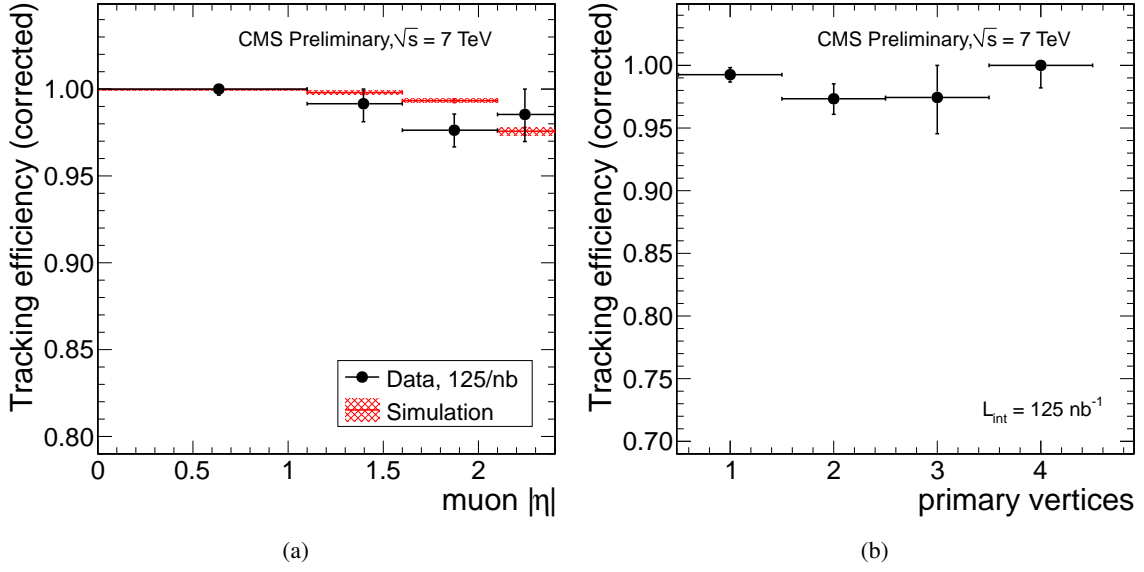 CMS Preliminary,√s = 7 TeV
Tracking efficiency (corrected)
1.00
0.95
0.90
0.85
0.80
Data, 125/nb
Simulation
0 0.5 1 1.5 2
muon |η|
(a)
CMS Preliminary,√s = 7 TeV
Tracking efficiency (corrected)
1.00
0.95
0.90
0.85
0.80
0.75
0.70
L_int = 125 nb⁻¹
1 2 3 4
primary vertices
(b)